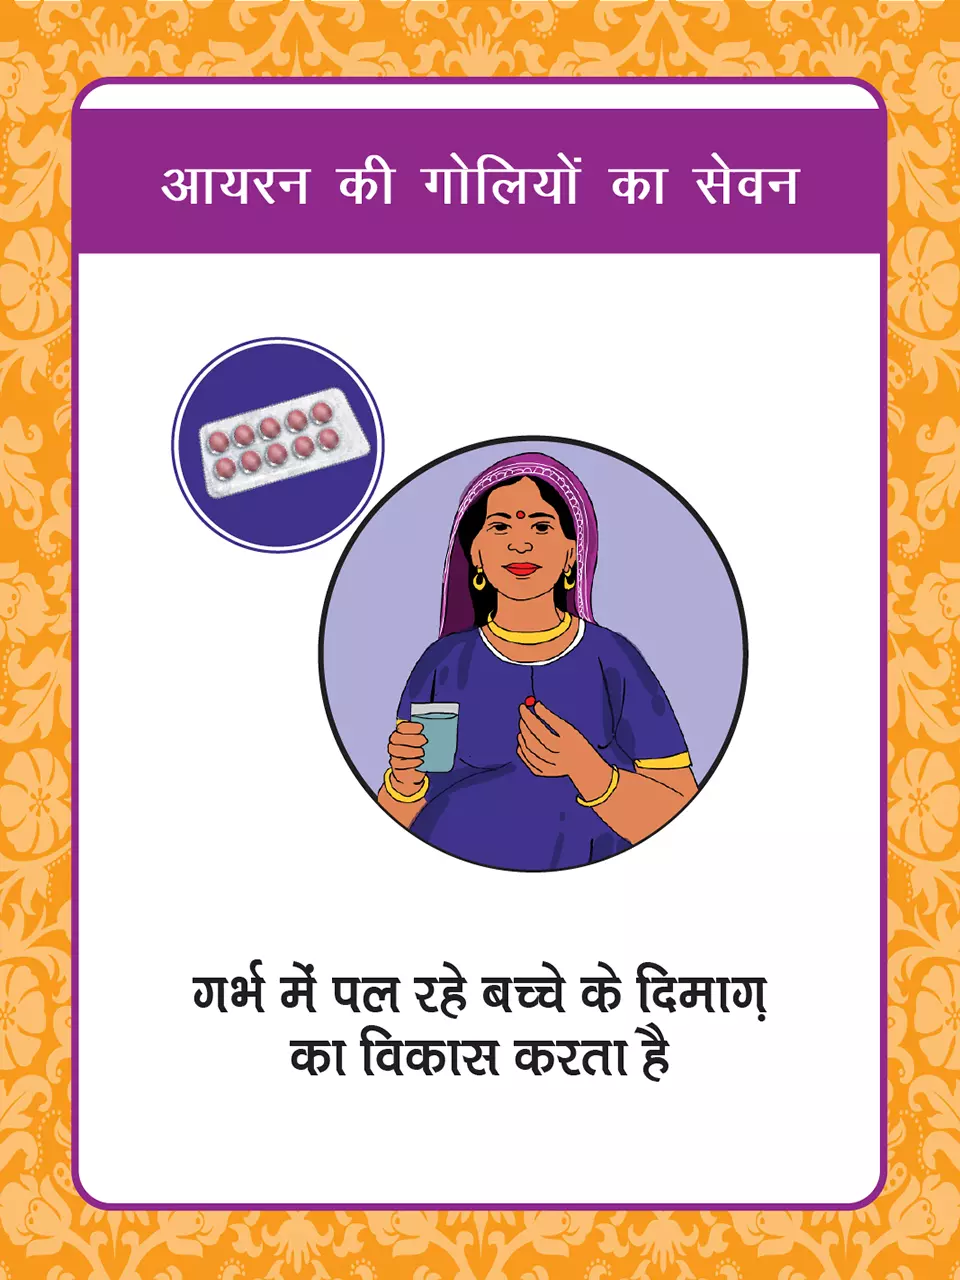 आयरन की गोलियों का सेवन
गर्भ में पल रहे बच्चे के दिमाग़
का विकास करता है